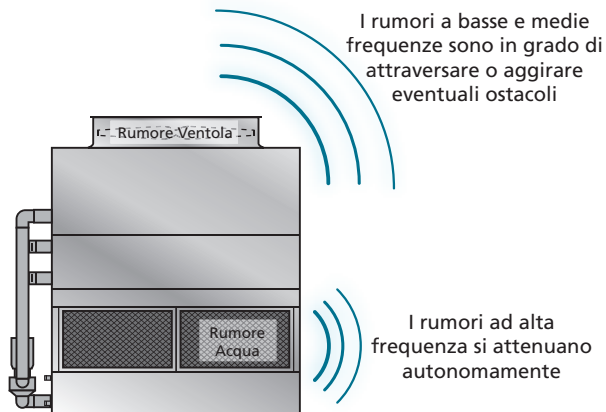 I rumori a basse e medie
frequenze sono in grado di
attraversare o aggirare
eventuali ostacoli
Rumore Ventola
Rumore
Acqua
I rumori ad alta
frequenza si attenuano
autonomamente